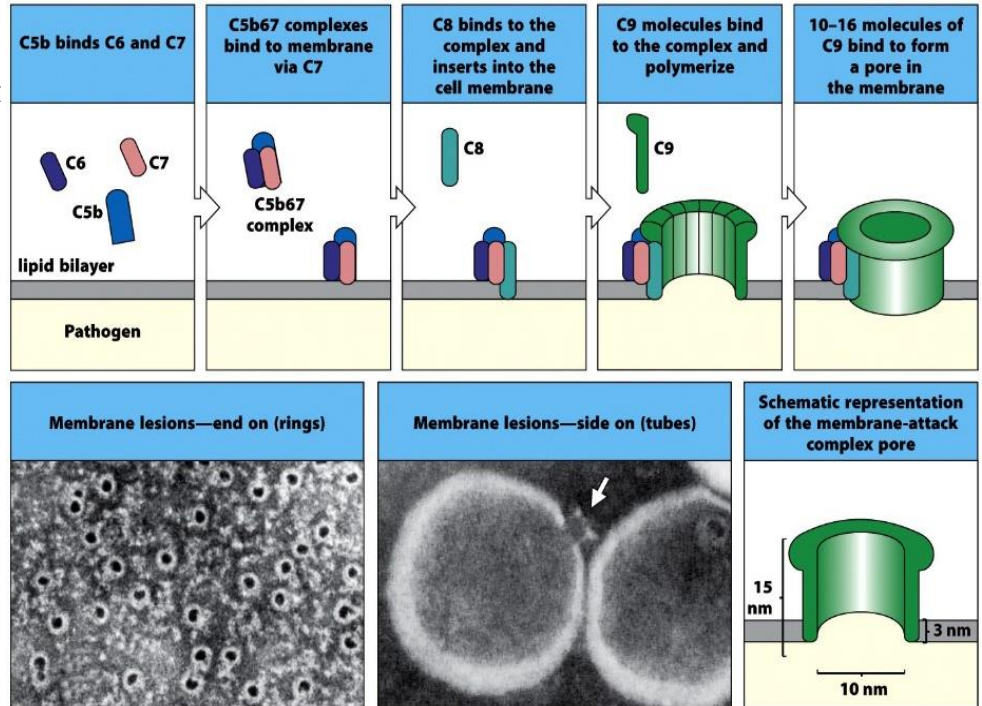 C5b binds C6 and C7
C5b67 complexes
bind to membrane
via C7
C8 binds to the
complex and
inserts into the
cell membrane
C9 molecules bind
to the complex and
polymerize
10–16 molecules of
C9 bind to form
a pore in
the membrane
C6
C7
C5b
lipid bilayer
Pathogen
C5b67
complex
C8
C9
Membrane lesions—end on (rings)
Membrane lesions—side on (tubes)
Schematic representation
of the membrane-attack
complex pore
15
nm
3 nm
10 nm